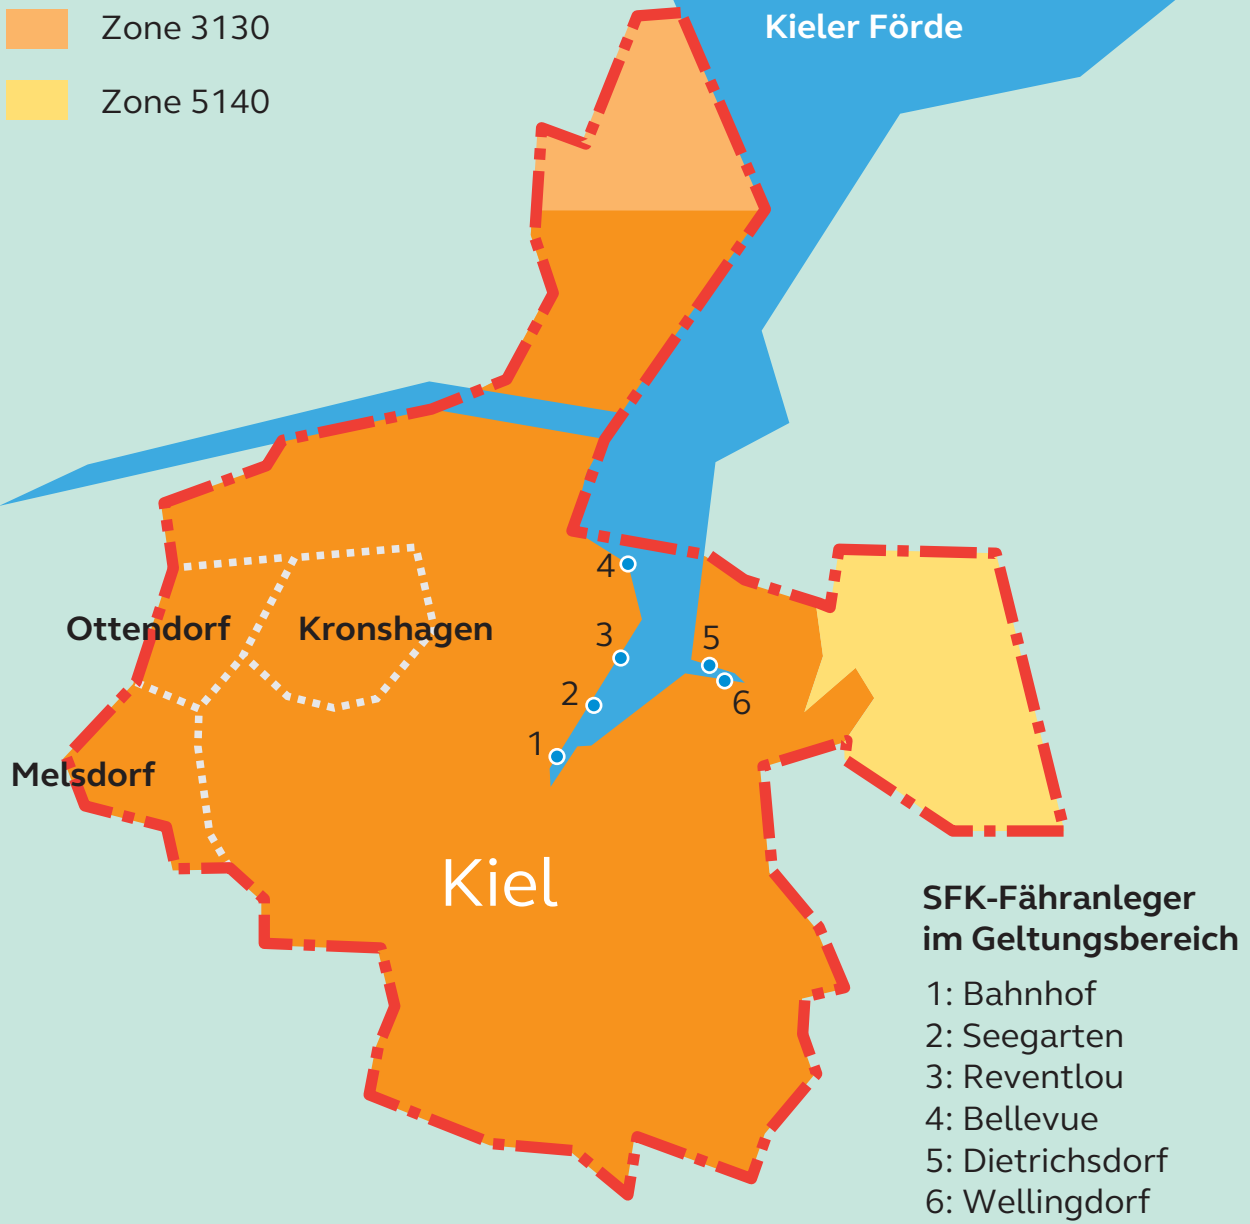 Zone 3130
Kieler Förde
Zone 5140
4
Ottendorf
Kronshagen
3
5
2
6
1
Melsdorf
Kiel
SFK-Fähranleger
im Geltungsbereich
1: Bahnhof
2: Seegarten
3: Reventlou
4: Bellevue
5: Dietrichsdorf
6: Wellingdorf